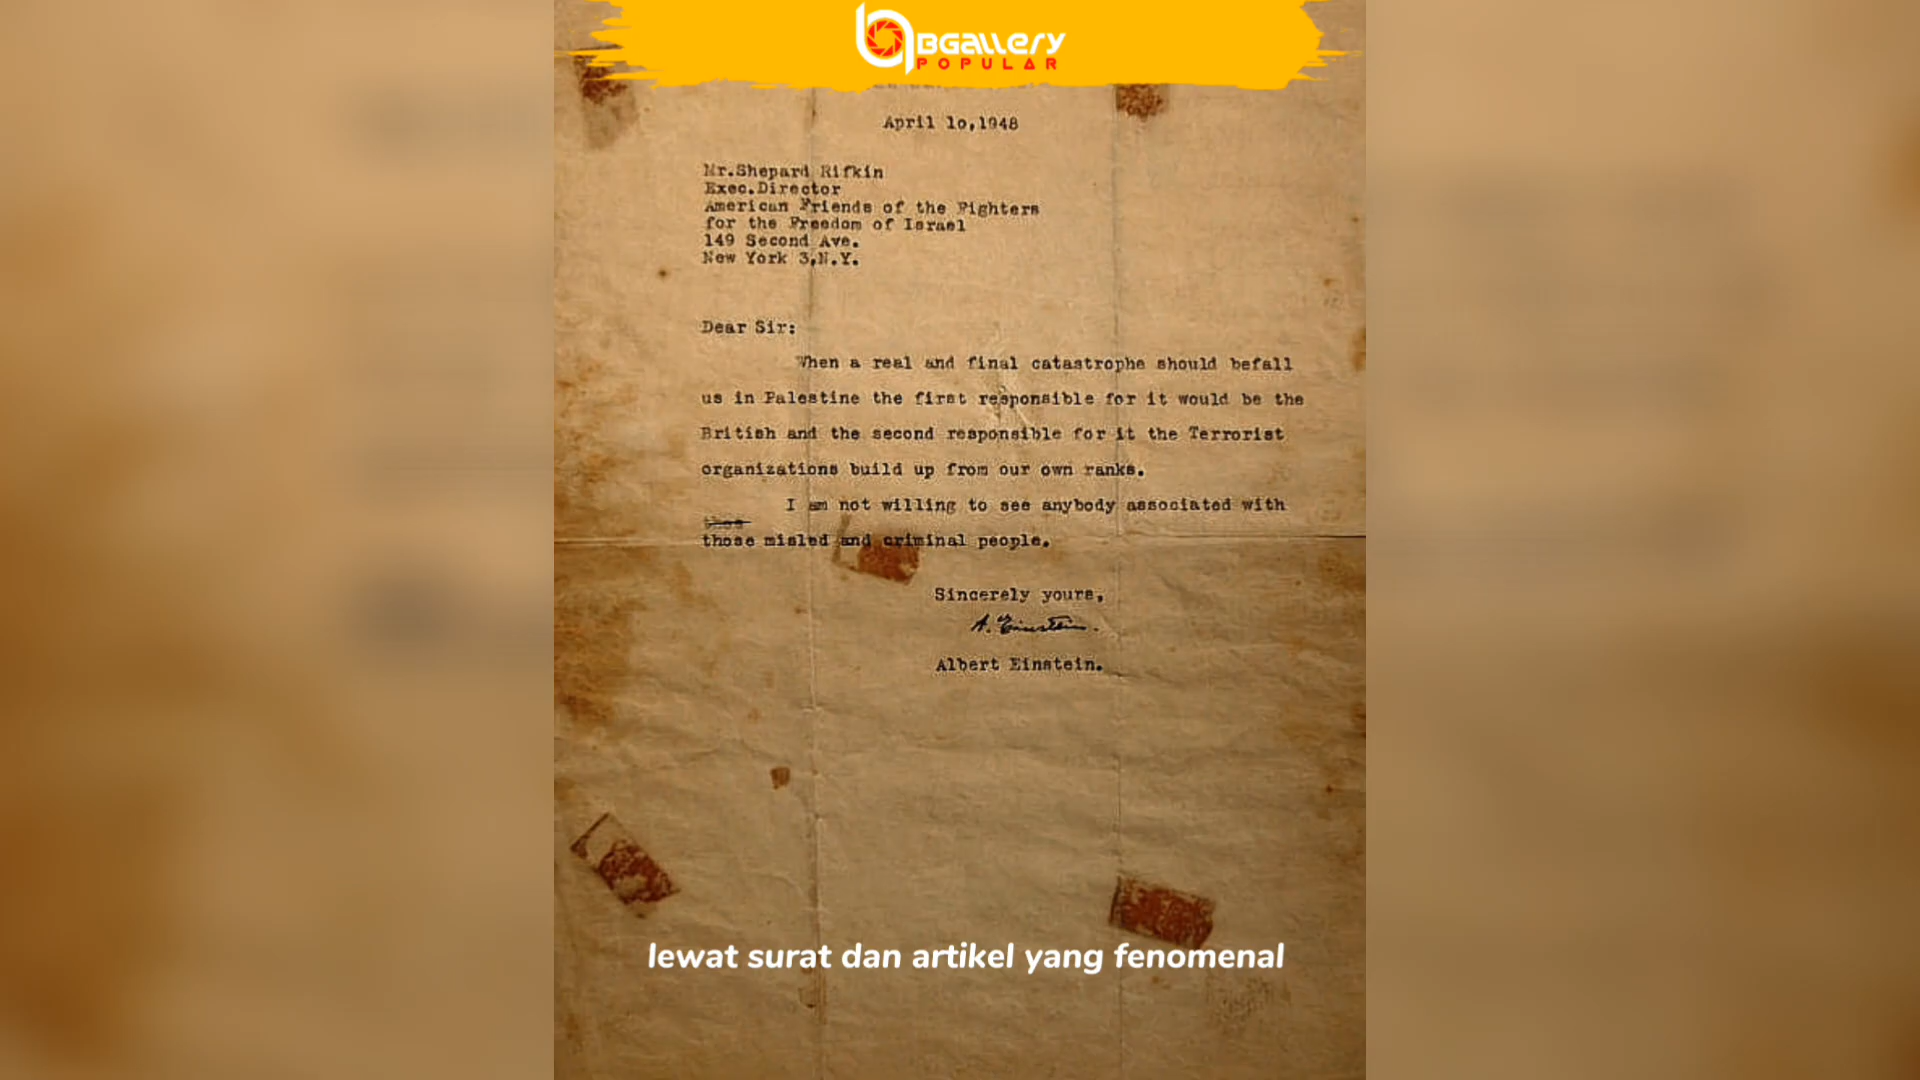 BGallery
POPULAR
April 1o,1948
Mr.Shepard Rifkin
Exec.Director
American Friends of the Fighters
for the Freedom of Israel
149 Second Ave.
New York 3,N.Y.
Dear Sir:
When a real and final catastrophe should befall
us in Palestine the first responsible for it would be the
British and the second responsible for it the Terrorist
organizations build up from our own ranks.
I am not willing to see anybody associated with
those misled and criminal people.
Sincerely yours,
A. Einstein.
Albert Einstein.
lewat surat dan artikel yang fenomenal